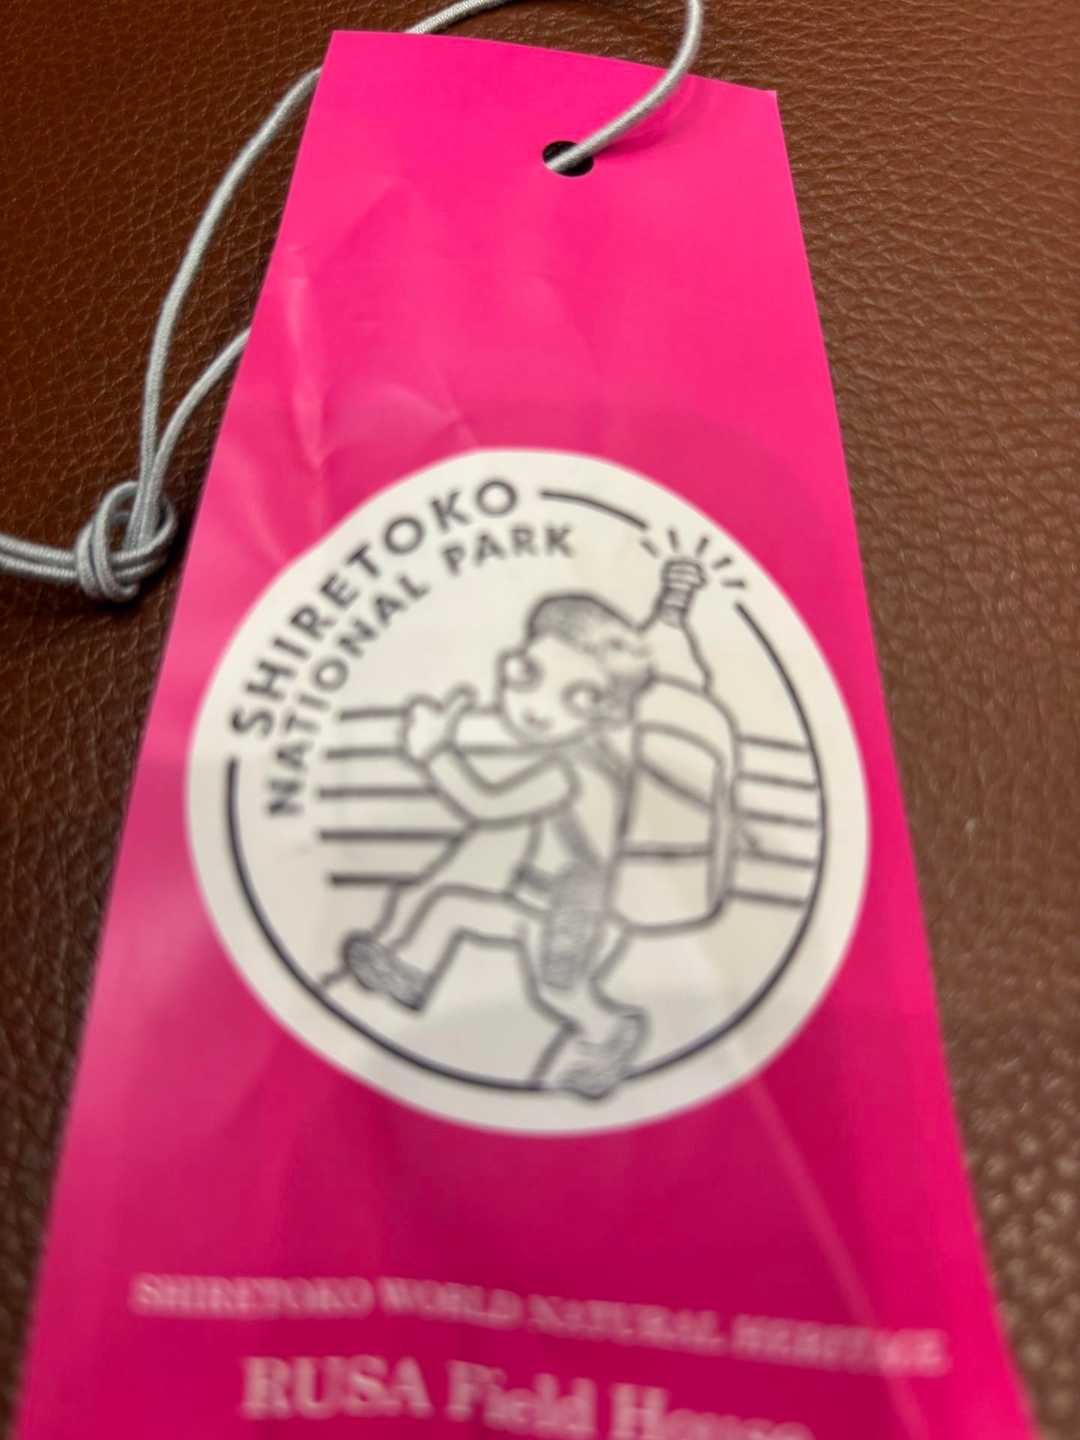 SHIRETOKO
NATIONAL PARK
SHIRETOKO WORLD NATURAL HERITAGE
RUSA Field House